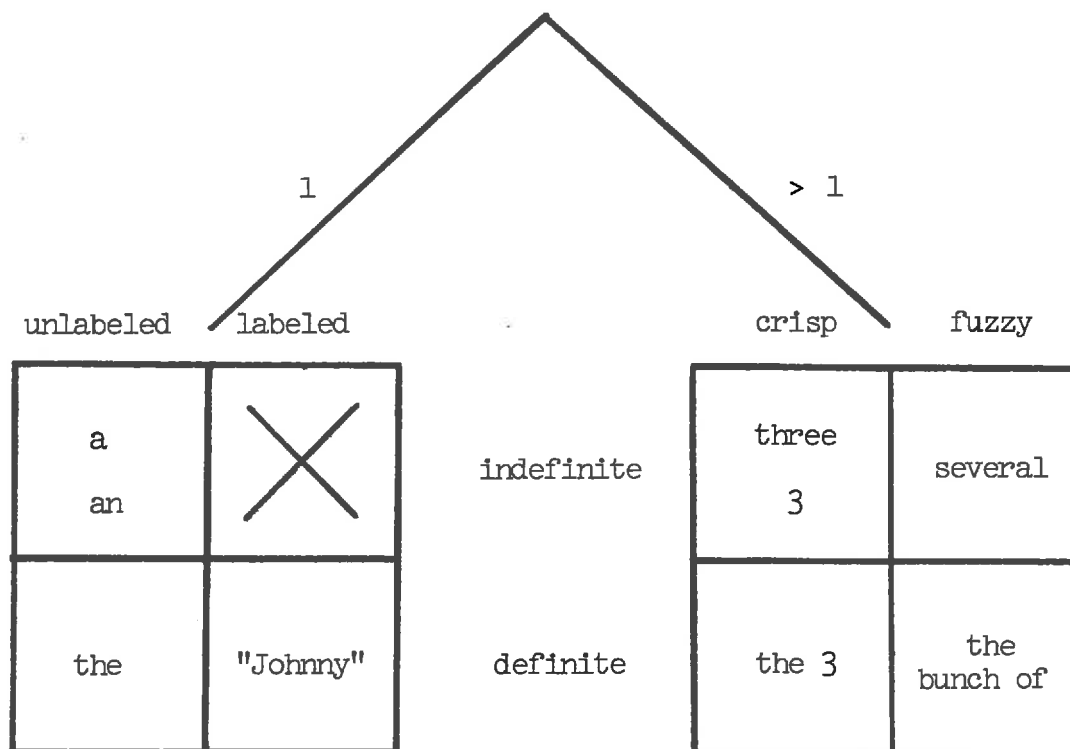 1
> 1
unlabeled labeled
crisp fuzzy
a
an
indefinite
three
3
several
the
"Johnny"
definite
the 3
the
bunch of